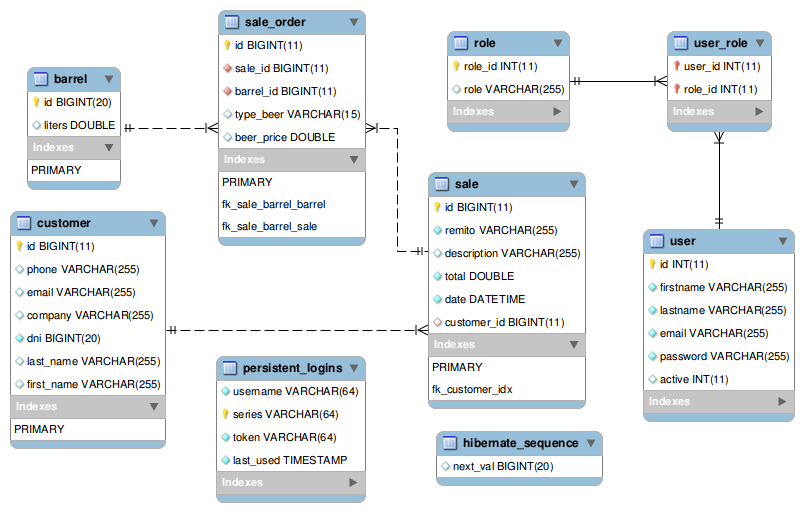 sale_order
id BIGINT(11)
sale_id BIGINT(11)
barrel_id BIGINT(11)
type_beer VARCHAR(15)
beer_price DOUBLE
Indexes
PRIMARY
fk_sale_barrel_barrel
fk_sale_barrel_sale
role
role_id INT(11)
role VARCHAR(255)
Indexes
user_role
user_id INT(11)
role_id INT(11)
Indexes
barrel
id BIGINT(20)
liters DOUBLE
Indexes
PRIMARY
sale
id BIGINT(11)
remito VARCHAR(255)
description VARCHAR(255)
total DOUBLE
date DATETIME
customer_id BIGINT(11)
Indexes
PRIMARY
fk_customer_idx
customer
id BIGINT(11)
phone VARCHAR(255)
email VARCHAR(255)
company VARCHAR(255)
dni BIGINT(20)
last_name VARCHAR(255)
first_name VARCHAR(255)
Indexes
PRIMARY
user
id INT(11)
firstname VARCHAR(255)
lastname VARCHAR(255)
email VARCHAR(255)
password VARCHAR(255)
active INT(11)
Indexes
persistent_logins
username VARCHAR(64)
series VARCHAR(64)
token VARCHAR(64)
last_used TIMESTAMP
Indexes
hibernate_sequence
next_val BIGINT(20)